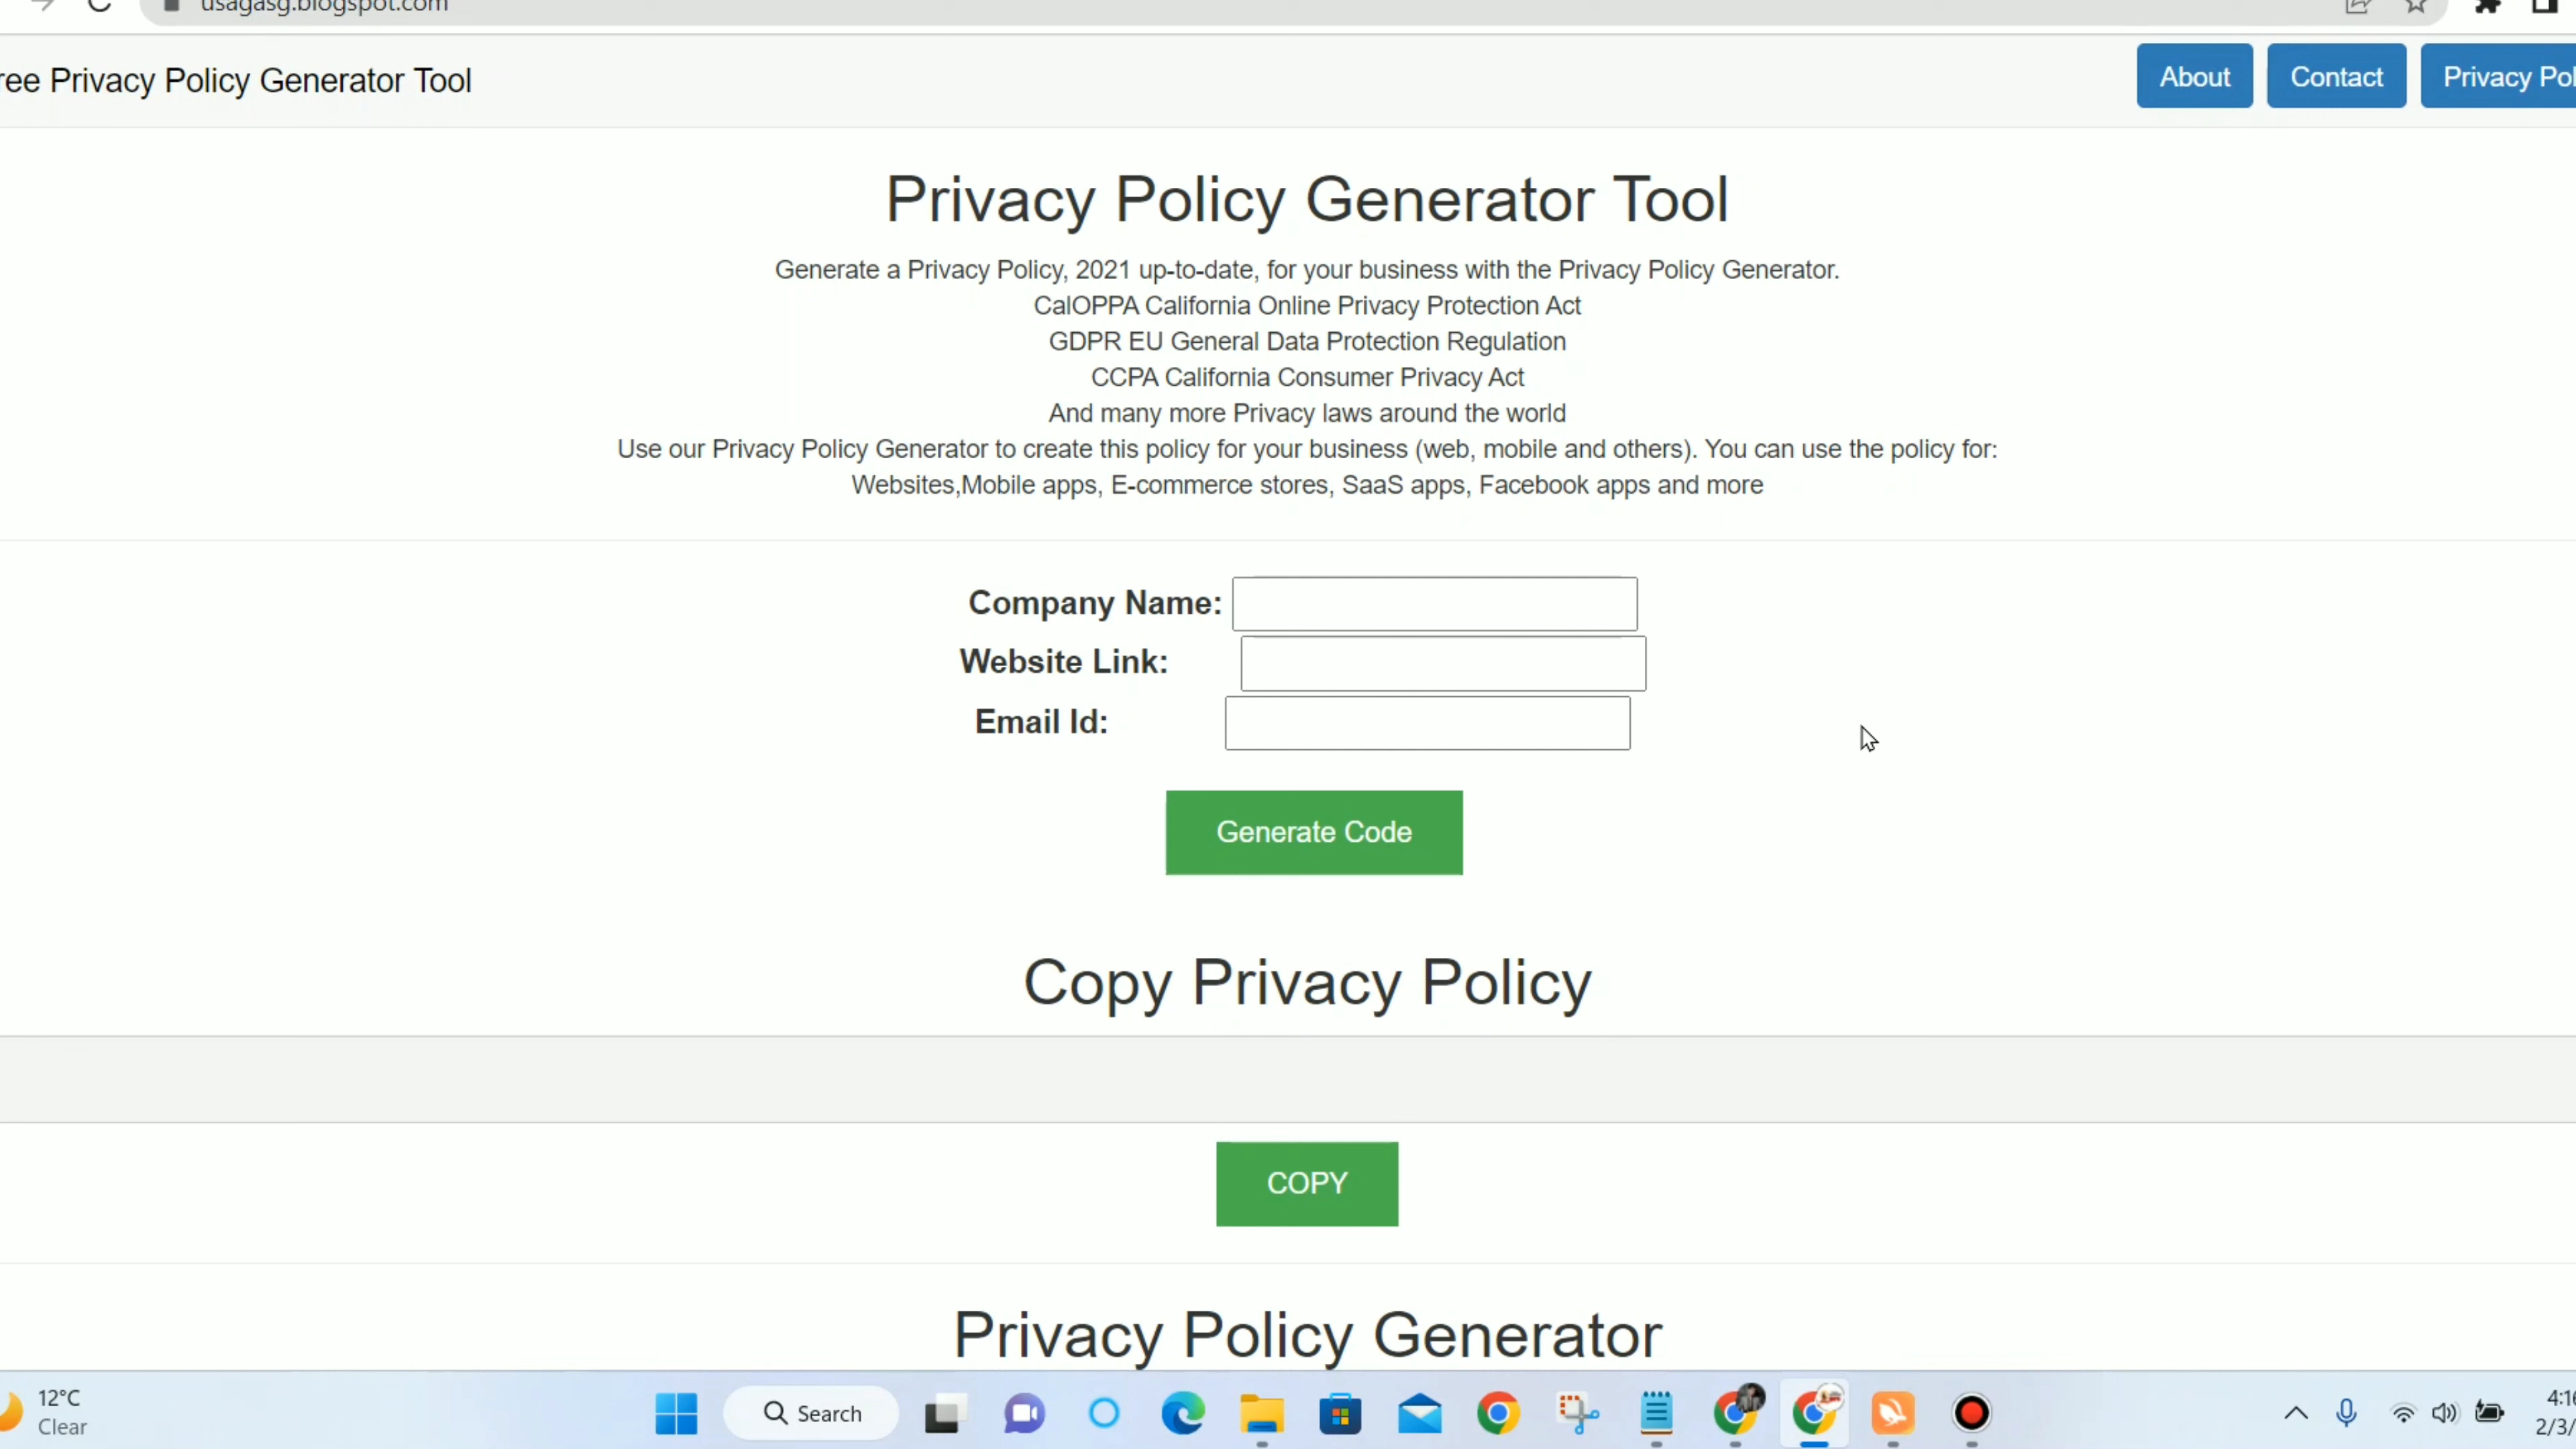 usagasg.blogspot.com
ree Privacy Policy Generator Tool
About
Contact
Privacy Pol
Privacy Policy Generator Tool
Generate a Privacy Policy, 2021 up-to-date, for your business with the Privacy Policy Generator.
CalOPPA California Online Privacy Protection Act
GDPR EU General Data Protection Regulation
CCPA California Consumer Privacy Act
And many more Privacy laws around the world
Use our Privacy Policy Generator to create this policy for your business (web, mobile and others). You can use the policy for:
Websites,Mobile apps, E-commerce stores, SaaS apps, Facebook apps and more
Company Name:
Website Link:
Email Id:
Generate Code
Copy Privacy Policy
COPY
Privacy Policy Generator
12°C
Clear
Search
4:16
2/3/